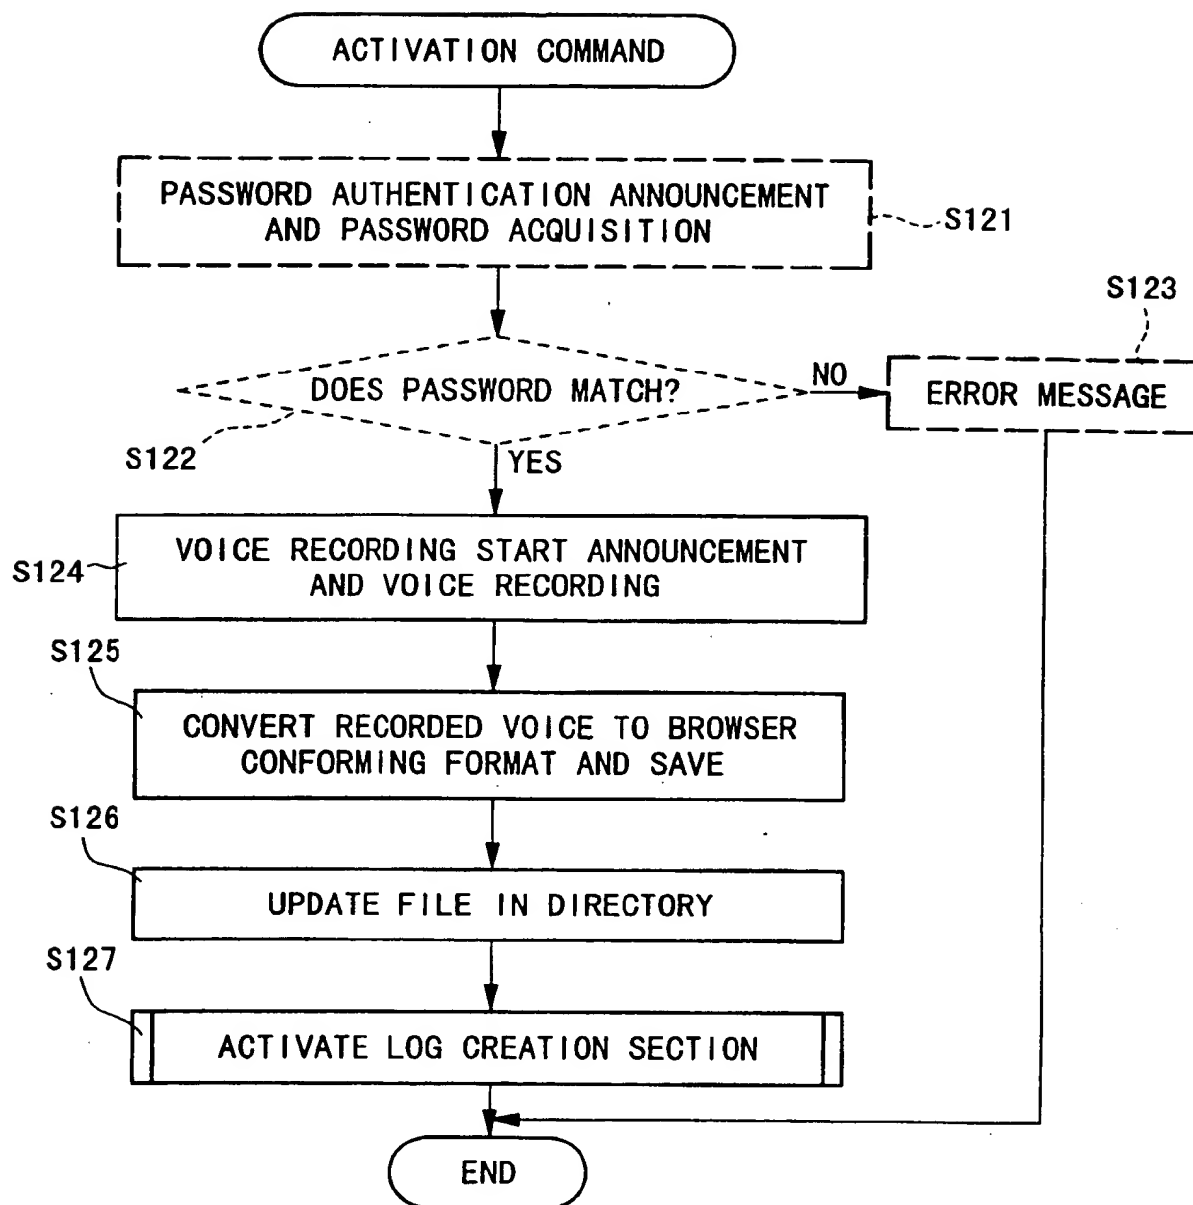 ACTIVATION COMMAND
PASSWORD AUTHENTICATION ANNOUNCEMENT
AND PASSWORD ACQUISITION
S121
S123
DOES PASSWORD MATCH?
NO
ERROR MESSAGE
S122
YES
VOICE RECORDING START ANNOUNCEMENT
AND VOICE RECORDING
S124
S125
CONVERT RECORDED VOICE TO BROWSER
CONFORMING FORMAT AND SAVE
S126
UPDATE FILE IN DIRECTORY
S127
ACTIVATE LOG CREATION SECTION
END